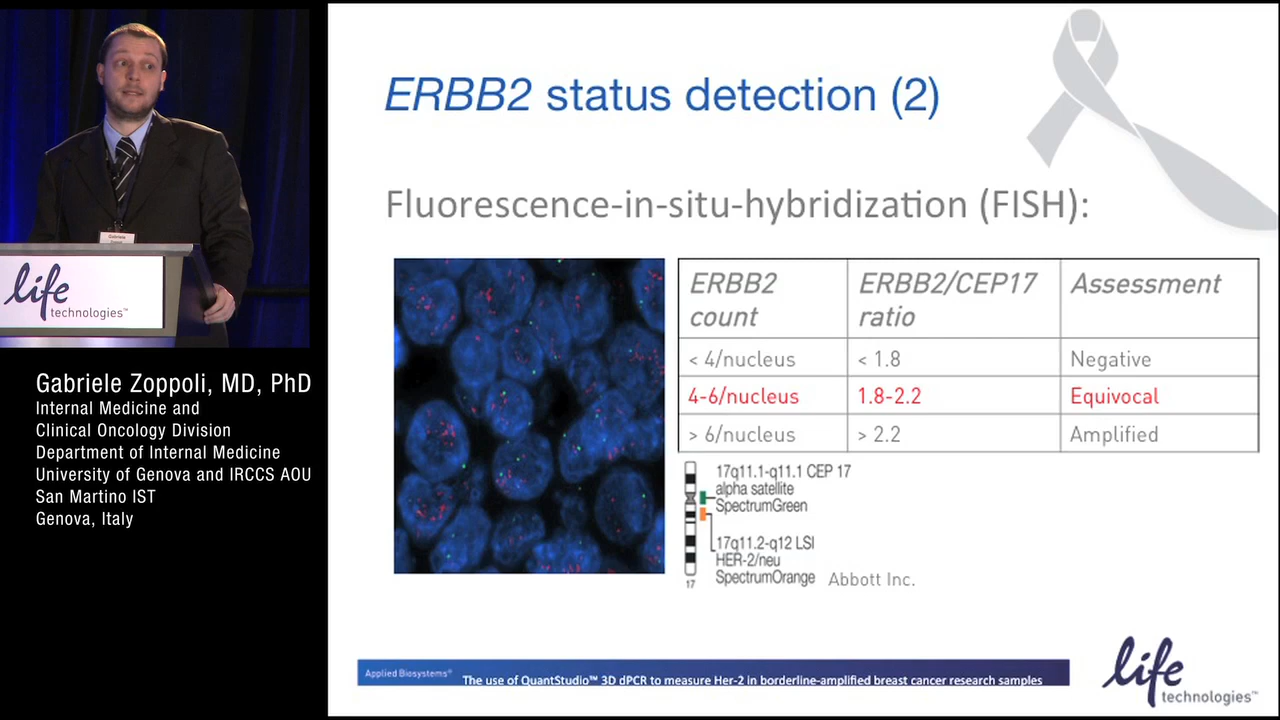 life
technologies™
Gabriele
Gabriele Zoppoli, MD, PhD
Internal Medicine and
Clinical Oncology Division
Department of Internal Medicine
University of Genova and IRCCS AOU
San Martino IST
Genova, Italy
ERBB2 status detection (2)
Fluorescence-in-situ-hybridization (FISH):
ERBB2 count ERBB2/CEP17 ratio Assessment
< 4/nucleus < 1.8 Negative
4-6/nucleus 1.8-2.2 Equivocal
> 6/nucleus > 2.2 Amplified
17q11.1-q11.1 CEP 17
alpha satellite
SpectrumGreen
17q11.2-q12 LSI
HER-2/neu
SpectrumOrange
17
Abbott Inc.
Applied Biosystems® The use of QuantStudio™ 3D dPCR to measure Her-2 in borderline-amplified breast cancer research samples
life
technologies™